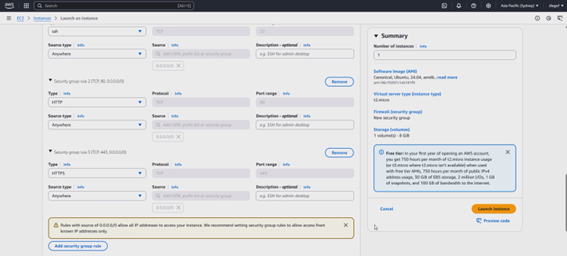 aws
Search
[Alt+S]
Asia Pacific (Sydney)
EC2 > Instances > Launch an instance
ssh
TCP
22
Source type | Info
Source | Info
Description - optional | Info
Anywhere
Add CIDR, prefix list or security group
e.g. SSH for admin desktop
0.0.0.0/0
Security group rule 2 (TCP, 80, 0.0.0.0/0)
Remove
Type | Info
Protocol | Info
Port range | Info
HTTP
TCP
80
Source type | Info
Source | Info
Description - optional | Info
Anywhere
Add CIDR, prefix list or security group
e.g. SSH for admin desktop
0.0.0.0/0
Security group rule 3 (TCP, 443, 0.0.0.0/0)
Remove
Type | Info
Protocol | Info
Port range | Info
HTTPS
TCP
443
Source type | Info
Source | Info
Description - optional | Info
Anywhere
Add CIDR, prefix list or security group
e.g. SSH for admin desktop
0.0.0.0/0
Rules with source of 0.0.0.0/0 allow all IP addresses to access your instance. We recommend setting security group rules to allow access from
known IP addresses only.
Add security group rule
Summary
Number of instances | Info
1
Software Image (AMI)
Canonical, Ubuntu, 24.04, amd6...read more
Virtual server type (instance type)
t2.micro
Firewall (security group)
New security group
Storage (volumes)
1 volume(s) - 8 GiB
Free tier: In your first year of opening an AWS account,
you get 750 hours per month of t2.micro instance usage
(or t3.micro where t2.micro isn't available) when used
with free tier AMIs, 750 hours per month of public IPv4
address usage, 30 GiB of EBS storage, 2 million I/Os, 1 GB
of snapshots, and 100 GB of bandwidth to the internet.
Cancel
Launch instance
Preview code